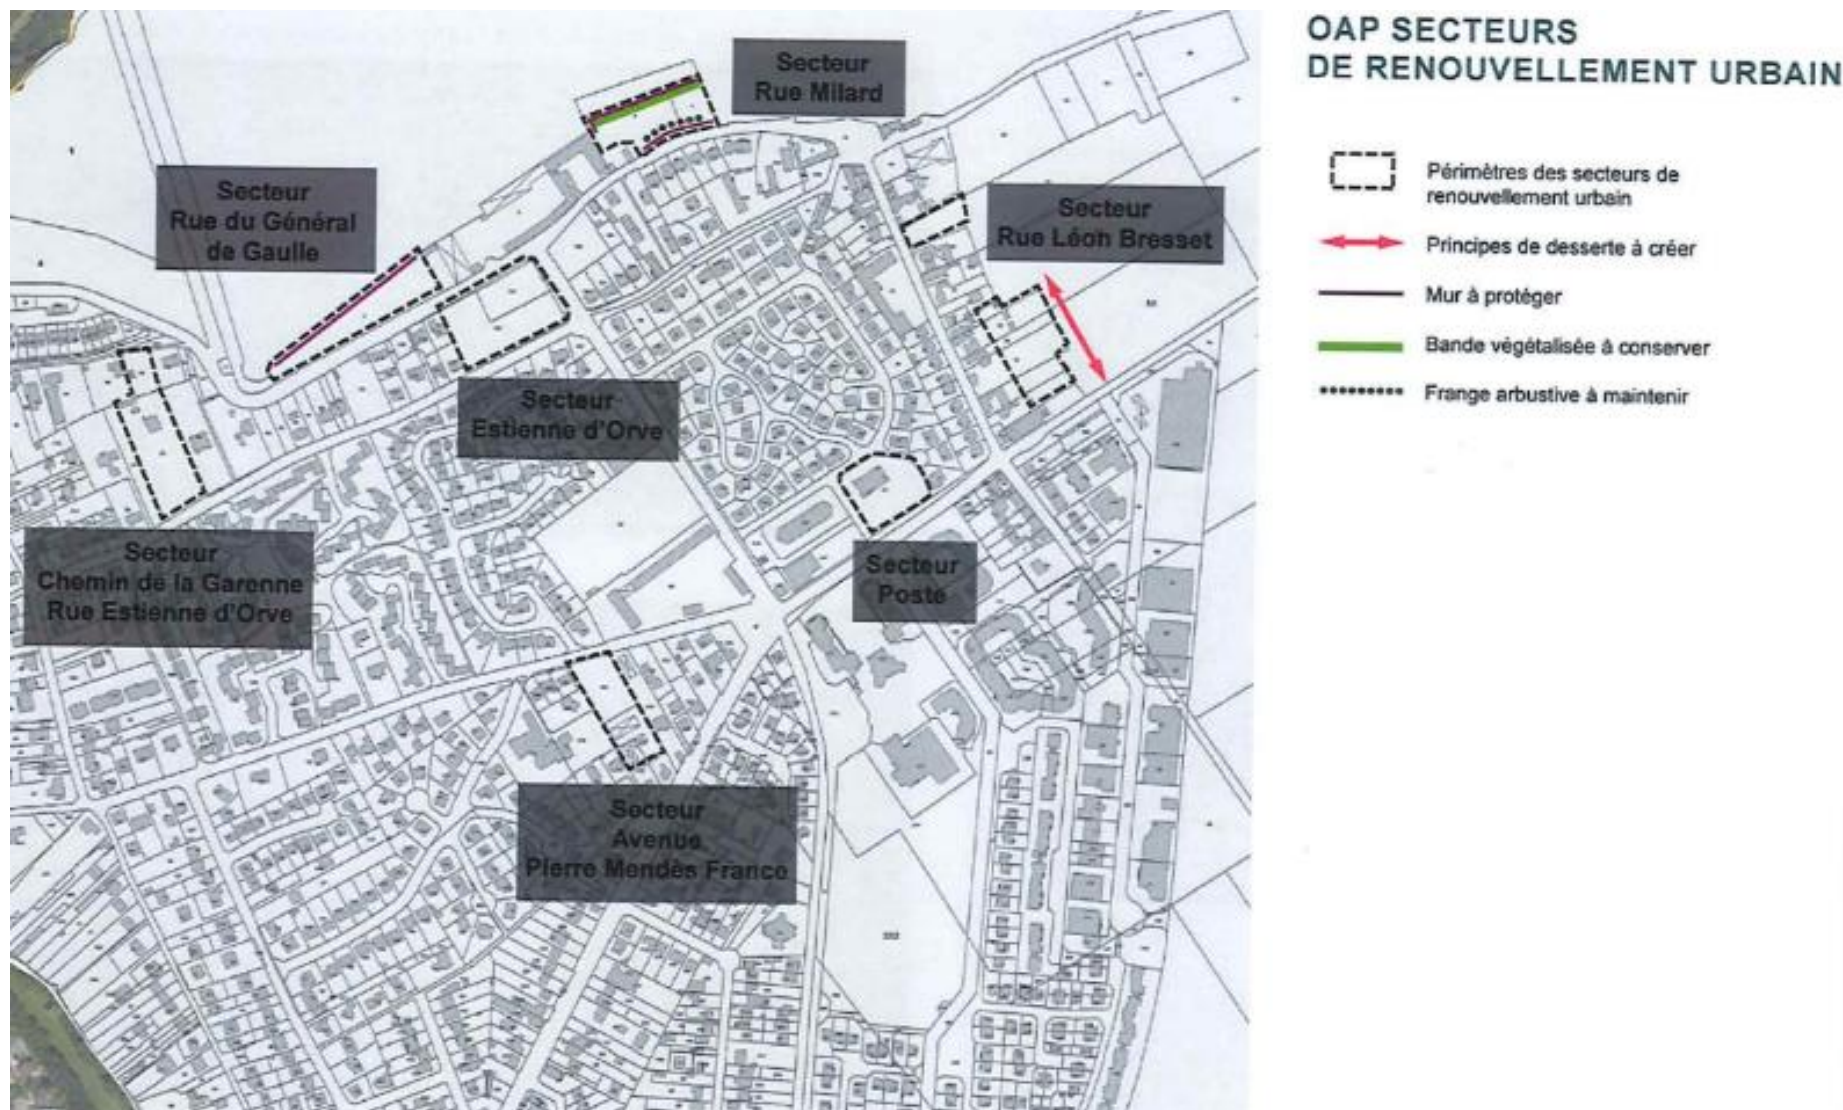 OAP SECTEURS
DE RENOUVELLEMENT URBAIN
Périmètres des secteurs de
renouvellement urbain
Principes de desserte à créer
Mur à protéger
Bande végétalisée à conserver
Frange arbustive à maintenir
Secteur
Rue Milard
Secteur
Rue du Général
de Gaulle
Secteur
Rue Léon Bresset
Secteur
Estienne d'Orve
Secteur
Chemin de la Garenne
Rue Estienne d'Orve
Secteur
Poste
Secteur
Avenue
Pierre Mendès France